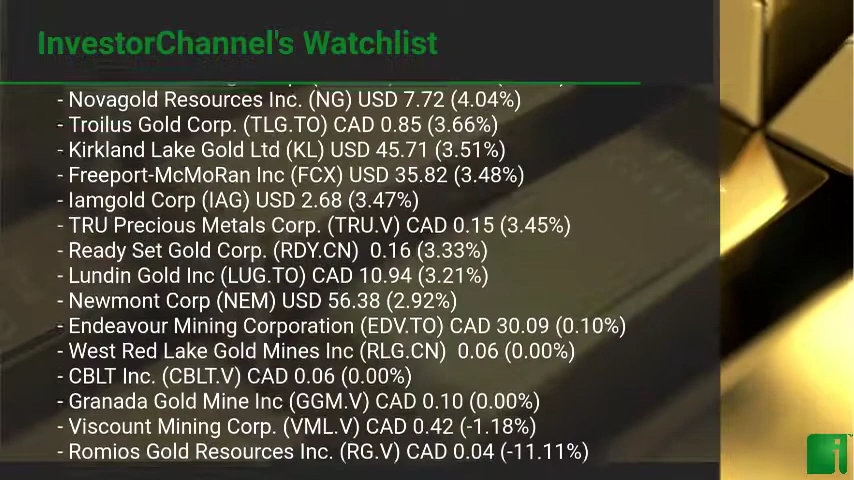 InvestorChannel's Watchlist
- Novagold Resources Inc. (NG) USD 7.72 (4.04%)
- Troilus Gold Corp. (TLG.TO) CAD 0.85 (3.66%)
- Kirkland Lake Gold Ltd (KL) USD 45.71 (3.51%)
- Freeport-McMoRan Inc (FCX) USD 35.82 (3.48%)
- Iamgold Corp (IAG) USD 2.68 (3.47%)
- TRU Precious Metals Corp. (TRU.V) CAD 0.15 (3.45%)
- Ready Set Gold Corp. (RDY.CN)  0.16 (3.33%)
- Lundin Gold Inc (LUG.TO) CAD 10.94 (3.21%)
- Newmont Corp (NEM) USD 56.38 (2.92%)
- Endeavour Mining Corporation (EDV.TO) CAD 30.09 (0.10%)
- West Red Lake Gold Mines Inc (RLG.CN)  0.06 (0.00%)
- CBLT Inc. (CBLT.V) CAD 0.06 (0.00%)
- Granada Gold Mine Inc (GGM.V) CAD 0.10 (0.00%)
- Viscount Mining Corp. (VML.V) CAD 0.42 (-1.18%)
- Romios Gold Resources Inc. (RG.V) CAD 0.04 (-11.11%)
i